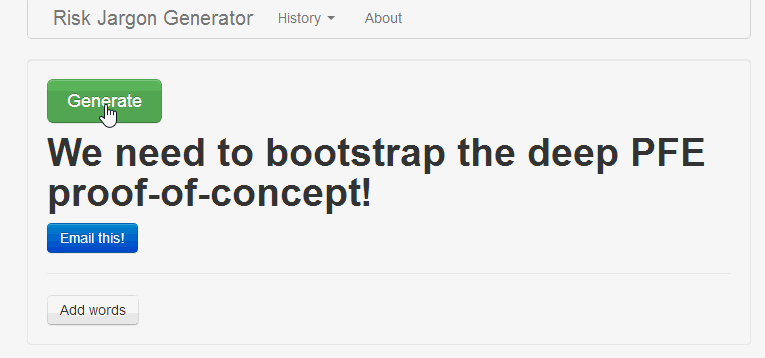 Risk Jargon Generator History About
Generate
We need to bootstrap the deep PFE
proof-of-concept!
Email this!
Add words